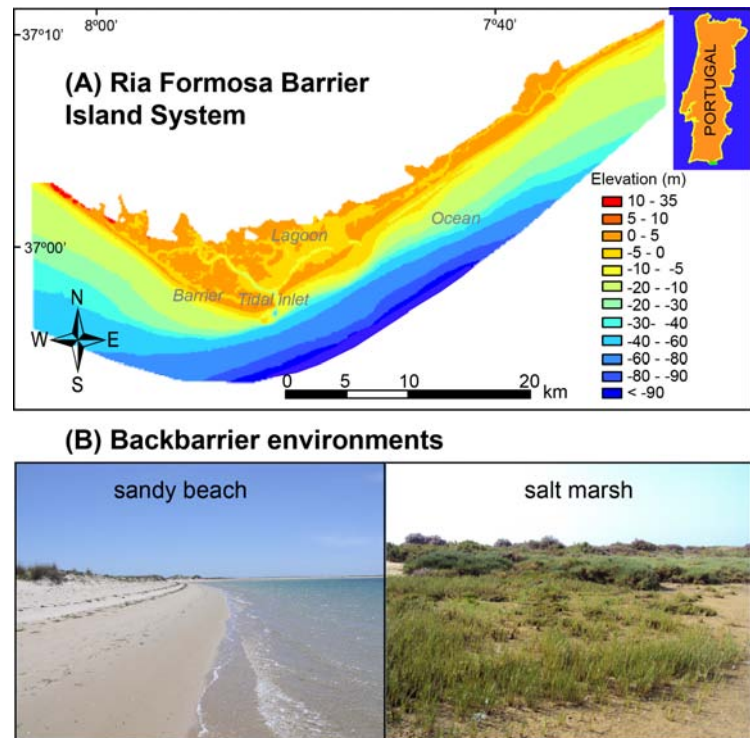 8°00'
7°40'
37°10'
(A) Ria Formosa Barrier
Island System
PORTUGAL
Elevation (m)
10 - 35
5 - 10
0 - 5
-5 - 0
-10 - -5
-20 - -10
-20 - -30
-30- -40
-40 - -60
-60 - -80
-80 - -90
< -90
Ocean
Lagoon
37°00'
Barrier
Tidal inlet
N
W
E
S
0
5
10
20
km
(B) Backbarrier environments
sandy beach
salt marsh